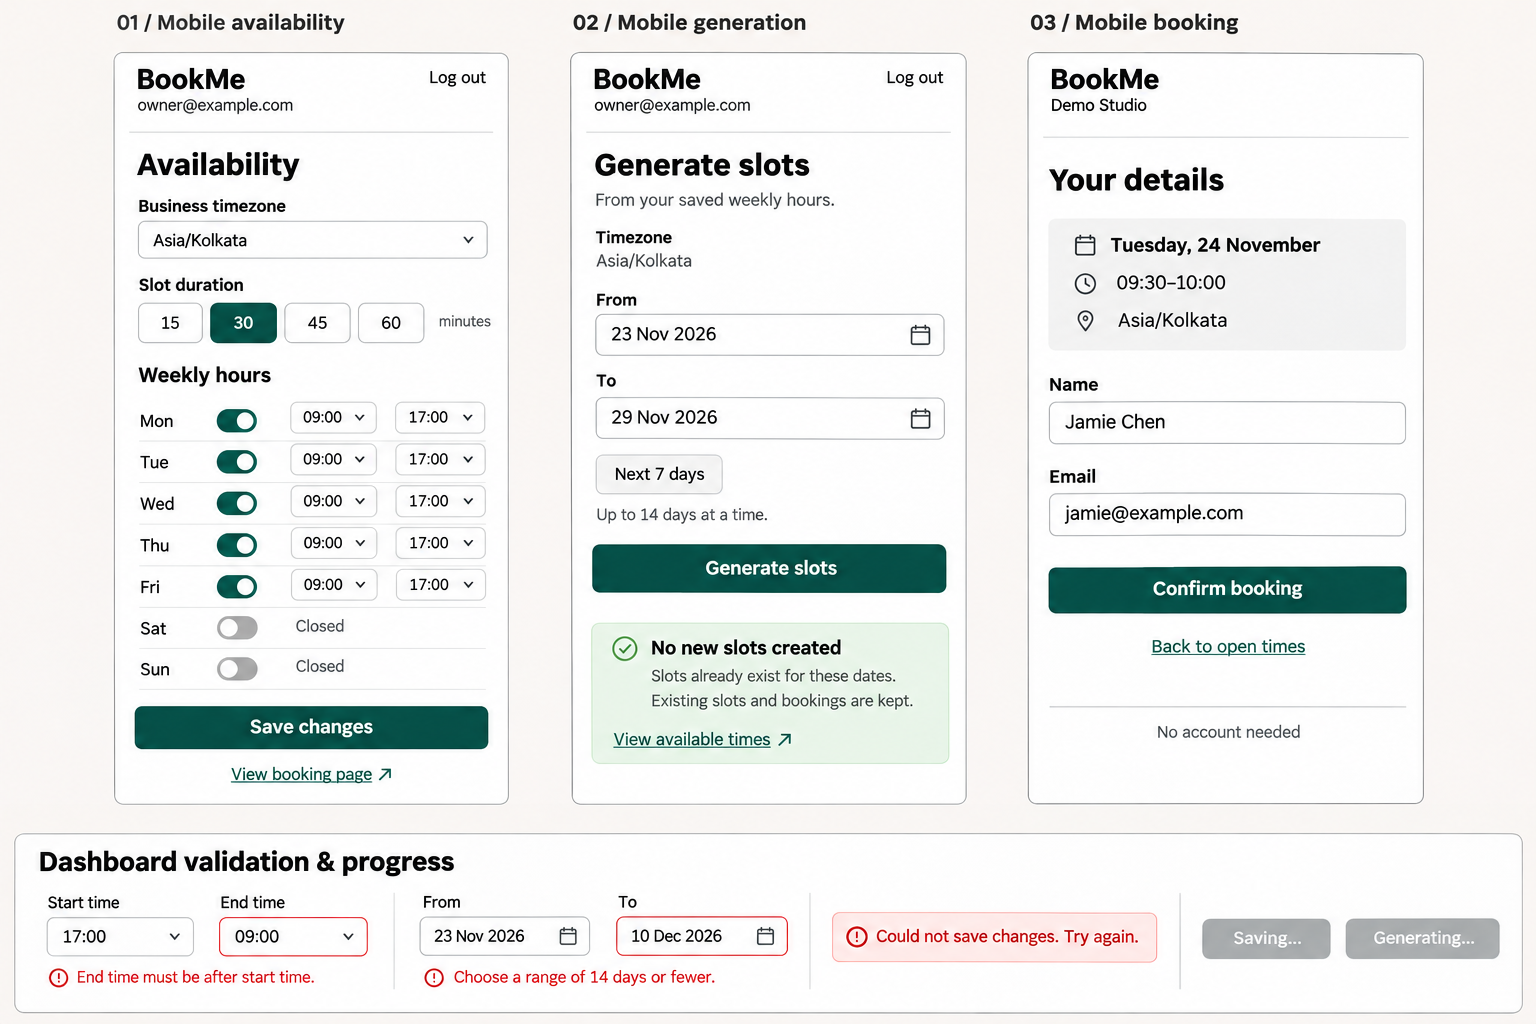 01 / Mobile availability
BookMe
Log out
owner@example.com
Availability
Business timezone
Asia/Kolkata
Slot duration
15
30
45
60
minutes
Weekly hours
Mon 09:00 17:00
Tue 09:00 17:00
Wed 09:00 17:00
Thu 09:00 17:00
Fri 09:00 17:00
Sat Closed
Sun Closed
Save changes
View booking page
02 / Mobile generation
BookMe
Log out
owner@example.com
Generate slots
From your saved weekly hours.
Timezone
Asia/Kolkata
From
23 Nov 2026
To
29 Nov 2026
Next 7 days
Up to 14 days at a time.
Generate slots
No new slots created
Slots already exist for these dates.
Existing slots and bookings are kept.
View available times
03 / Mobile booking
BookMe
Demo Studio
Your details
Tuesday, 24 November
09:30–10:00
Asia/Kolkata
Name
Jamie Chen
Email
jamie@example.com
Confirm booking
Back to open times
No account needed
Dashboard validation & progress
Start time
17:00
End time
09:00
End time must be after start time.
From
23 Nov 2026
To
10 Dec 2026
Choose a range of 14 days or fewer.
Could not save changes. Try again.
Saving...
Generating...